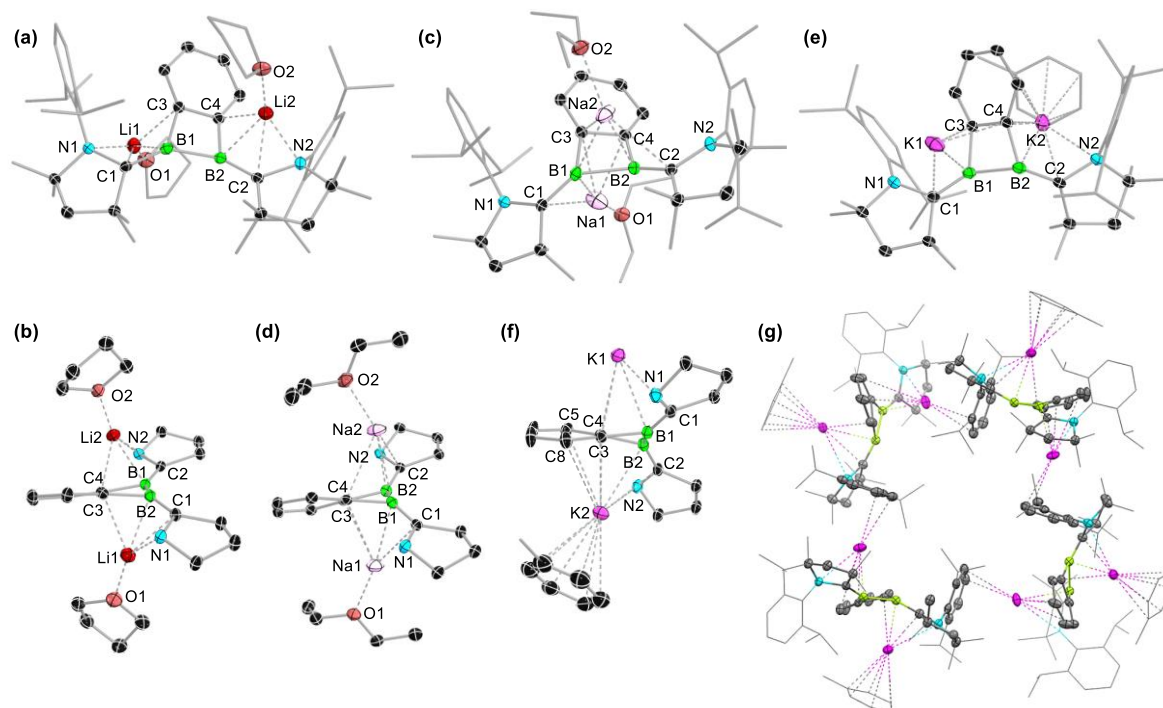 (a)
O2
C3
C4
Li2
N1
Li1
B1
N2
C1
O1
B2
C2
(c)
O2
Na2
C3
C4
N2
B1
C2
C1
B2
N1
Na1
O1
(e)
K1
C3
C4
K2
N2
N1
B1
B2
C2
C1
(b)
O2
Li2
N2
B1
C4
C2
C3
B2
C1
Li1
N1
O1
(d)
O2
Na2
N2
C2
C4
B2
B1
C3
C1
N1
Na1
O1
(f)
K1
N1
C5
C4
C1
B1
C8
C3
B2
C2
N2
K2
(g)